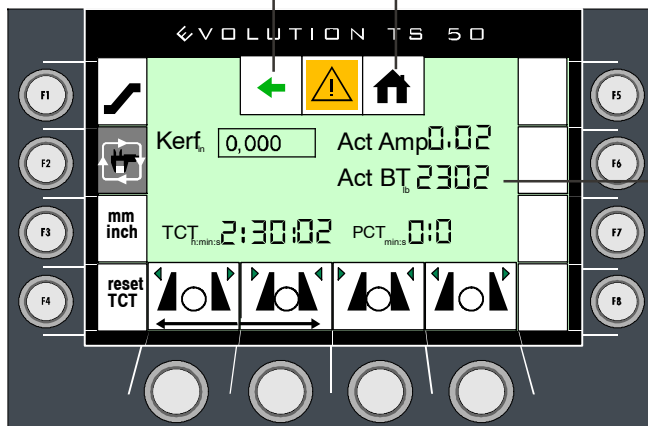 EVOLUTION TS 50
F1
F5
Kerf in 0,000
Act Amp 0.02
F2
F6
Act BT lb 2302
mm
inch
F3
F7
TCT h:min:s 2:30:02
PCT min:s 0:0
reset
TCT
F4
F8